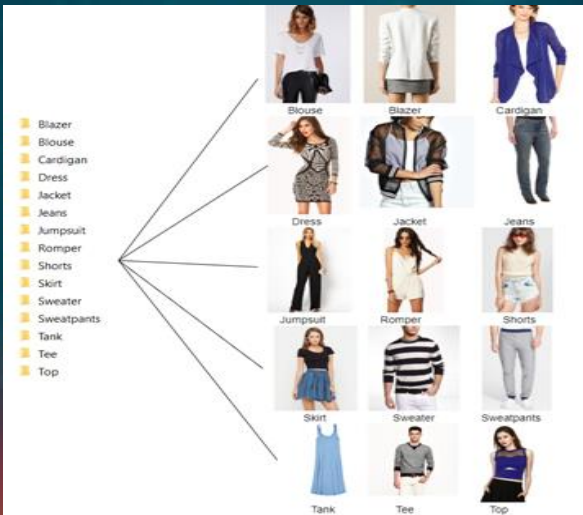 Blazer
Blouse
Cardigan
Dress
Jacket
Jeans
Jumpsuit
Romper
Shorts
Skirt
Sweater
Sweatpants
Tank
Tee
Top
Blouse Blazer Cardigan
Dress Jacket Jeans
Jumpsuit Romper Shorts
Skirt Sweater Sweatpants
Tank Tee Top